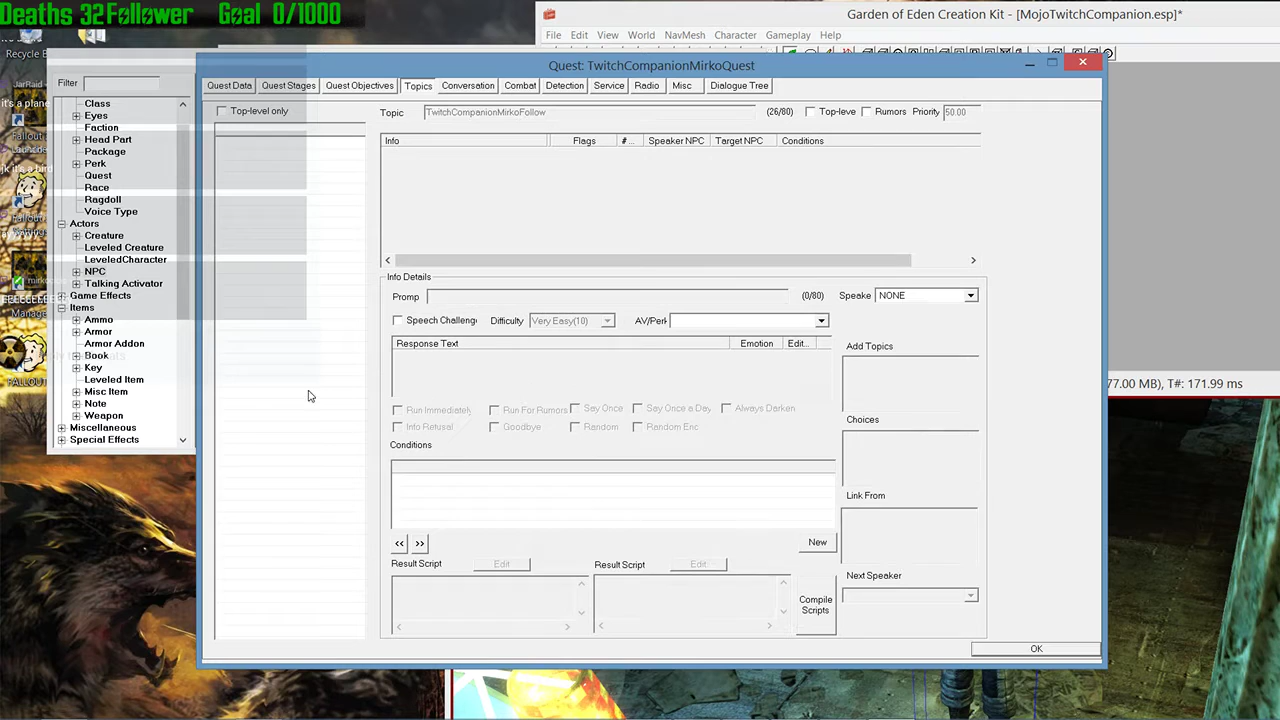 Deaths 32 Follower Goal 0/1000
Garden of Eden Creation Kit - [MojoTwitchCompanion.esp]*
File Edit View World NavMesh Character Gameplay Help
Recycle
Filter
JarRaid
it's a plane
Class
Eyes
Faction
Head Part
Package
Perk
Quest
Race
Ragdoll
Voice Type
Actors
Creature
Leveled Creature
LeveledCharacter
NPC
Talking Activator
Game Effects
Items
Ammo
Armor
Armor Addon
Book
Key
Leveled Item
Misc Item
Note
Weapon
Miscellaneous
Special Effects
Quest: TwitchCompanionMirkoQuest
Quest Data Quest Stages Quest Objectives Topics Conversation Combat Detection Service Radio Misc Dialogue Tree
Top-level only
Topic TwitchCompanionMirkoFollow (26/80) Top-leve Rumors Priority 50.00
Info Flags # ... Speaker NPC Target NPC Conditions
Info Details
Promp (0/80) Speake NONE
Speech Challeng Difficulty Very Easy(10) AV/Perk
Response Text Emotion Edit...
Add Topics
Run Immediately Run For Rumors Say Once Say Once a Day Always Darken
Info Refusal Goodbye Random Random Enc
Choices
Conditions
Link From
<< >> New
Result Script Edit Result Script Edit
Next Speaker
Compile
Scripts
OK
77.00 MB), T#: 171.99 ms